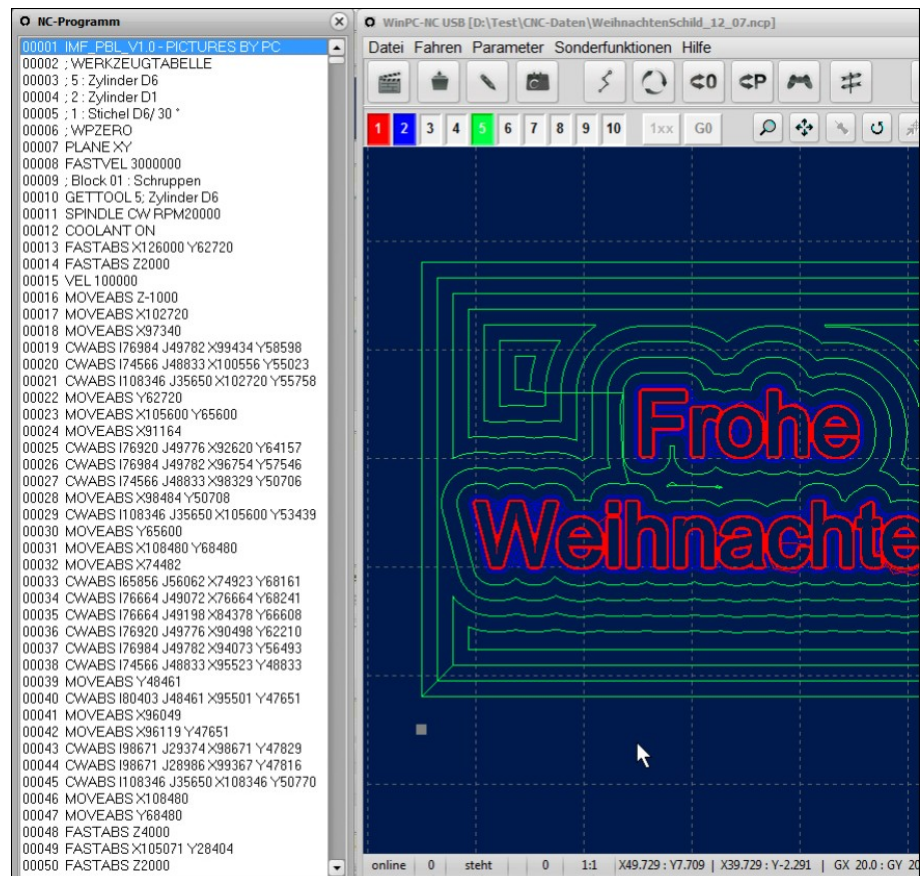 NC-Programm
00001 IMF_PBL_V1.0 - PICTURES BY PC
00002 ; WERKZEUGTABELLE
00003 ; 5 : Zylinder D6
00004 ; 2 : Zylinder D1
00005 ; 1 : Stichel D6/ 30 °
00006 ; WPZERO
00007 PLANE XY
00008 FASTVEL 3000000
00009 ; Block 01 : Schruppen
00010 GETTOOL 5; Zylinder D6
00011 SPINDLE CW RPM20000
00012 COOLANT ON
00013 FASTABS X126000 Y62720
00014 FASTABS Z2000
00015 VEL 100000
00016 MOVEABS Z-1000
00017 MOVEABS X102720
00018 MOVEABS X97340
00019 CWABS I76984 J49782 X99434 Y58598
00020 CWABS I74566 J48833 X100556 Y55023
00021 CWABS I108346 J35650 X102720 Y55758
00022 MOVEABS Y62720
00023 MOVEABS X105600 Y65600
00024 MOVEABS X91164
00025 CWABS I76920 J49776 X92620 Y64157
00026 CWABS I76984 J49782 X96754 Y57546
00027 CWABS I74566 J48833 X98329 Y50706
00028 MOVEABS X98484 Y50708
00029 CWABS I108346 J35650 X105600 Y53439
00030 MOVEABS Y65600
00031 MOVEABS X108480 Y68480
00032 MOVEABS X74482
00033 CWABS I65856 J56062 X74923 Y68161
00034 CWABS I76664 J49072 X76664 Y68241
00035 CWABS I76664 J49198 X84378 Y66608
00036 CWABS I76920 J49776 X90498 Y62210
00037 CWABS I76984 J49782 X94073 Y56493
00038 CWABS I74566 J48833 X95523 Y48833
00039 MOVEABS Y48461
00040 CWABS I80403 J48461 X95501 Y47651
00041 MOVEABS X96049
00042 MOVEABS X96119 Y47651
00043 CWABS I98671 J29374 X98671 Y47829
00044 CWABS I98671 J28986 X99367 Y47816
00045 CWABS I108346 J35650 X108346 Y50770
00046 MOVEABS X108480
00047 MOVEABS Y68480
00048 FASTABS Z4000
00049 FASTABS X105071 Y28404
00050 FASTABS Z2000
WinPC-NC USB [D:\Test\CNC-Daten\WeihnachtenSchild_12_07.ncp]
Datei Fahren Parameter Sonderfunktionen Hilfe
0 P
1 2 3 4 5 6 7 8 9 10 1xx G0
Frohe
Weihnachte
online 0 steht 0 1:1 X49.729 : Y7.709 | X39.729 : Y-2.291 | GX 20.0 : GY 20